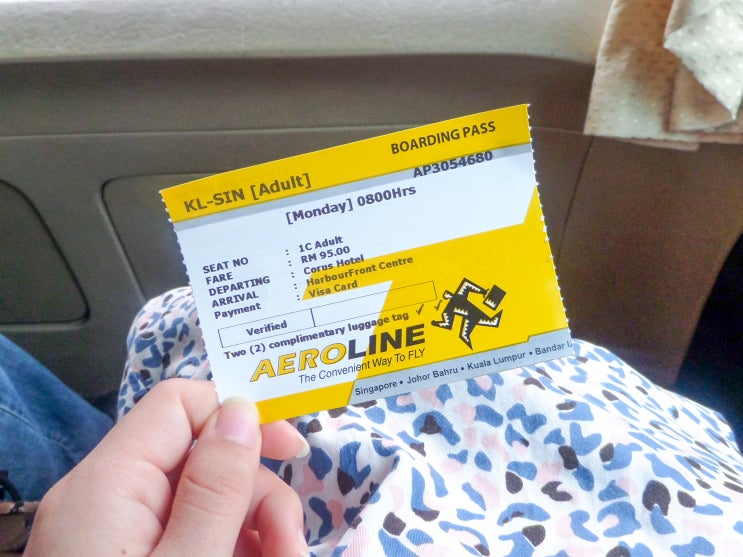 BOARDING PASS
KL-SIN [Adult]
AP3054680
[Monday] 0800Hrs
SEAT NO : 1C Adult
FARE : RM 95.00
DEPARTING : Corus Hotel
ARRIVAL : HarbourFront Centre
Payment : Visa Card
Verified
Two (2) complimentary luggage tag
AEROLINE
The Convenient Way To FLY
Singapore • Johor Bahru • Kuala Lumpur • Bandar U